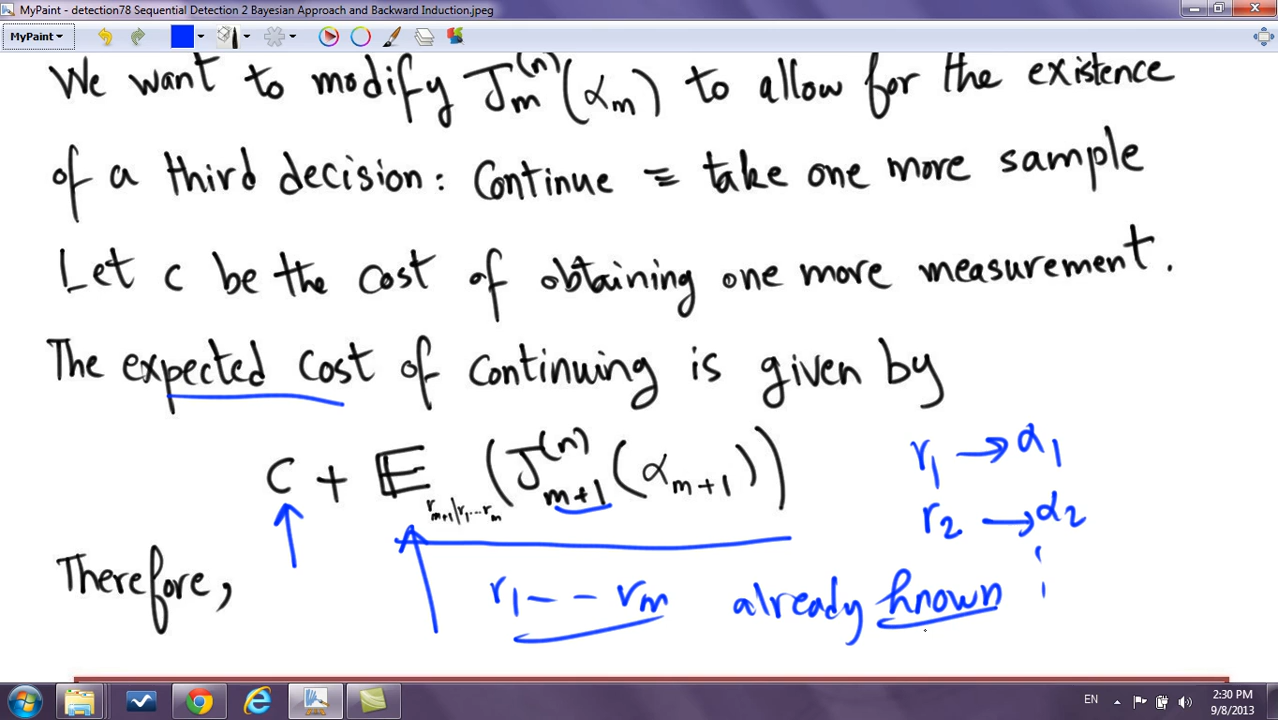 MyPaint - detection78 Sequential Detection 2 Bayesian Approach and Backward Induction.jpeg
MyPaint
We want to modify J_m^(n)(α_m) to allow for the existence
of a third decision: Continue ≡ take one more sample
Let c be the cost of obtaining one more measurement.
The expected cost of continuing is given by
C + E_{r_{m+1}|r_1...r_m} (J_{m+1}^(n)(α_{m+1}))
r_1 → α_1
r_2 → α_2
Therefore,
r_1 - - - r_m already known
EN
2:30 PM
9/8/2013